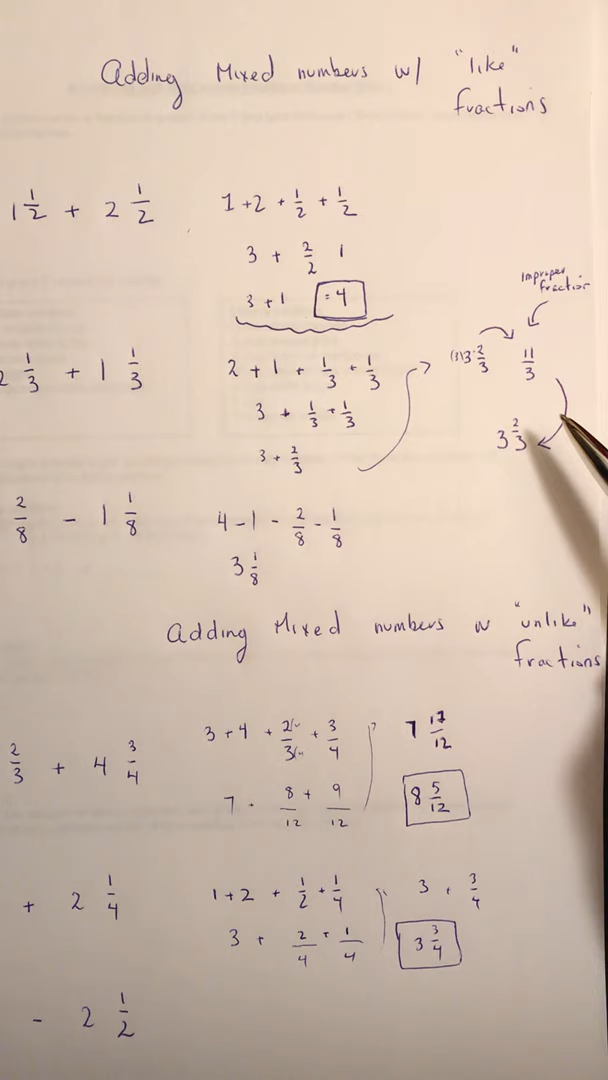 Adding Mixed numbers w/ "like"
fractions
1 1/2 + 2 1/2
1 + 2 + 1/2 + 1/2
3 + 2/2 1
3 + 1 = 4
Improper
fraction
2 1/3 + 1 1/3
2 + 1 + 1/3 + 1/3
(3)3·2/3 11/3
3 + 1/3 + 1/3
3 2/3
3 + 2/3
2/8 - 1 1/8
4 - 1 - 2/8 - 1/8
3 1/8
Adding Mixed numbers w "unlike"
fractions
2/3 + 4 3/4
3 + 4 + 2/3 + 3/4
7 17/12
7 · 8/12 + 9/12
8 5/12
+ 2 1/4
1 + 2 + 1/2 + 1/4
3 + 3/4
3 + 2/4 + 1/4
3 3/4
- 2 1/2